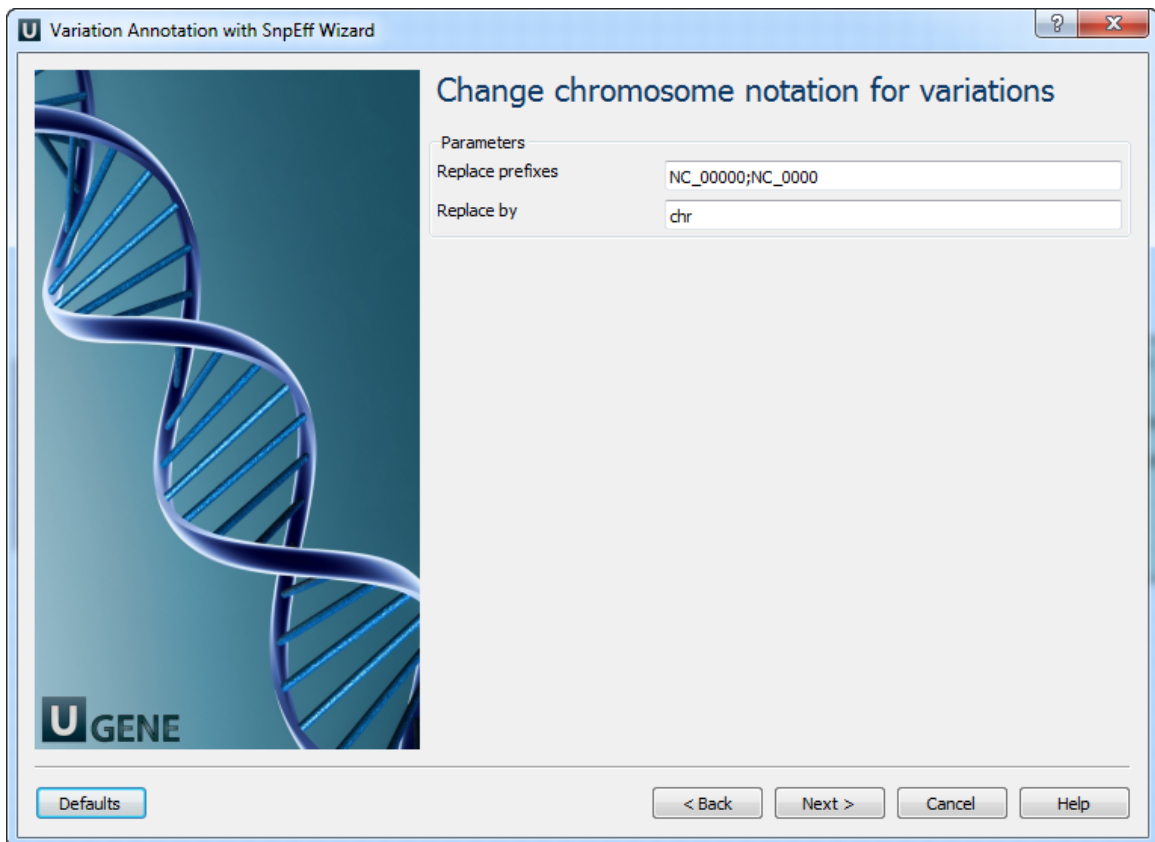 U Variation Annotation with SnpEff Wizard
? X
Change chromosome notation for variations
Parameters
Replace prefixes NC_00000;NC_0000
Replace by chr
U GENE
Defaults < Back Next > Cancel Help